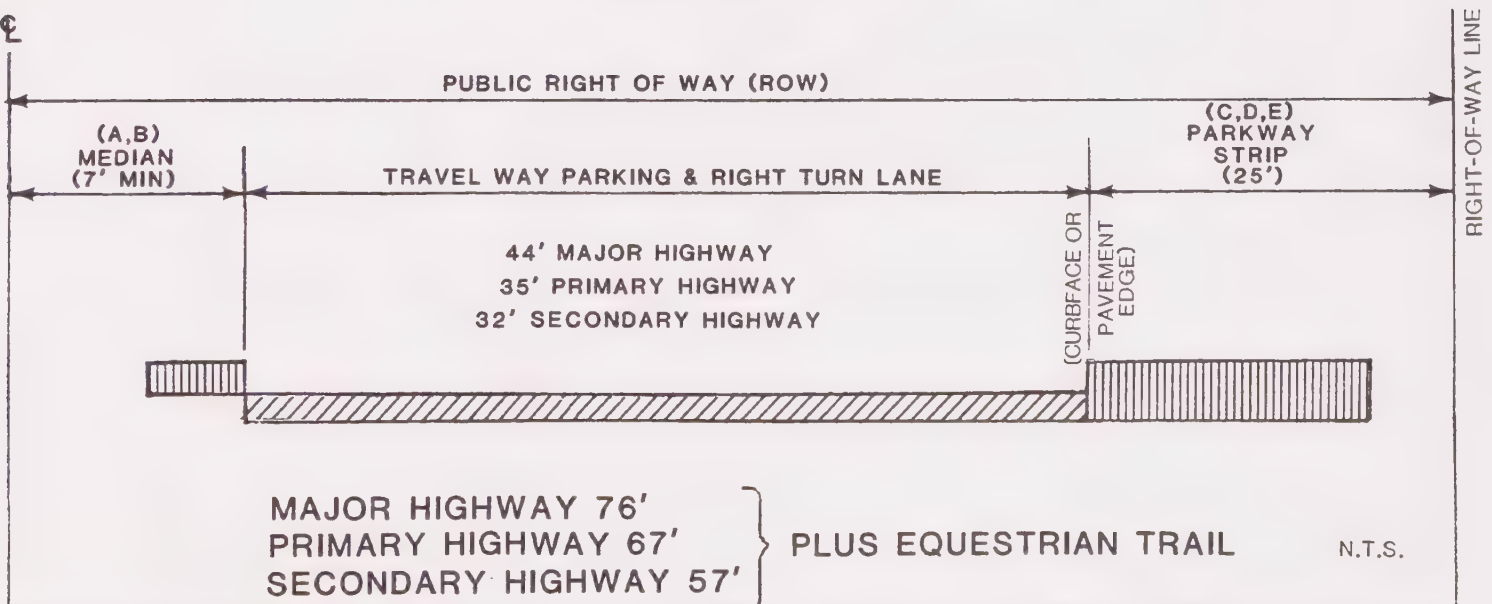 ℄
PUBLIC RIGHT OF WAY (ROW)
RIGHT-OF-WAY LINE
(A,B)
MEDIAN
(7' MIN)
TRAVEL WAY PARKING & RIGHT TURN LANE
(C,D,E)
PARKWAY
STRIP
(25')
44' MAJOR HIGHWAY
35' PRIMARY HIGHWAY
32' SECONDARY HIGHWAY
(CURBFACE OR
PAVEMENT
EDGE)
MAJOR HIGHWAY 76'
PRIMARY HIGHWAY 67'
SECONDARY HIGHWAY 57'
PLUS EQUESTRIAN TRAIL
N.T.S.